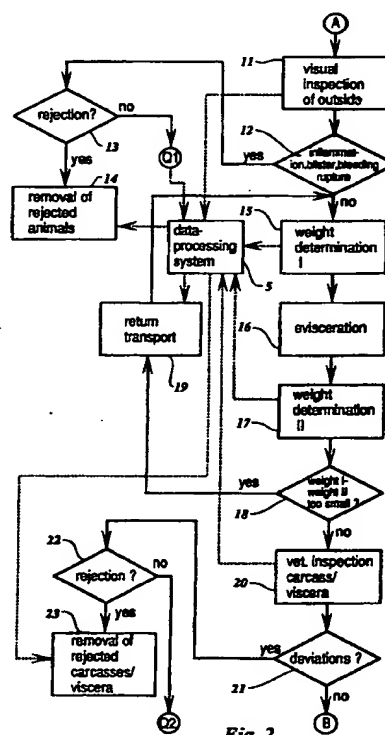 A
11
visual
inspection
of outside
12
inflammat-
ion, blister, bleeding
rupture
yes
no
rejection?
13
no
yes
Q1
14
removal of
rejected
animals
data-
processing
system
5
15
weight
determination
I
return
transport
19
16
evisceration
17
weight
determination
II
weight I-
weight II
too small ?
18
yes
no
22
rejection ?
no
yes
23
removal of
rejected
carcasses/
viscera
20
vet. inspection
carcass/
viscera
yes
deviations ?
21
no
Q2
B
Fig. 2